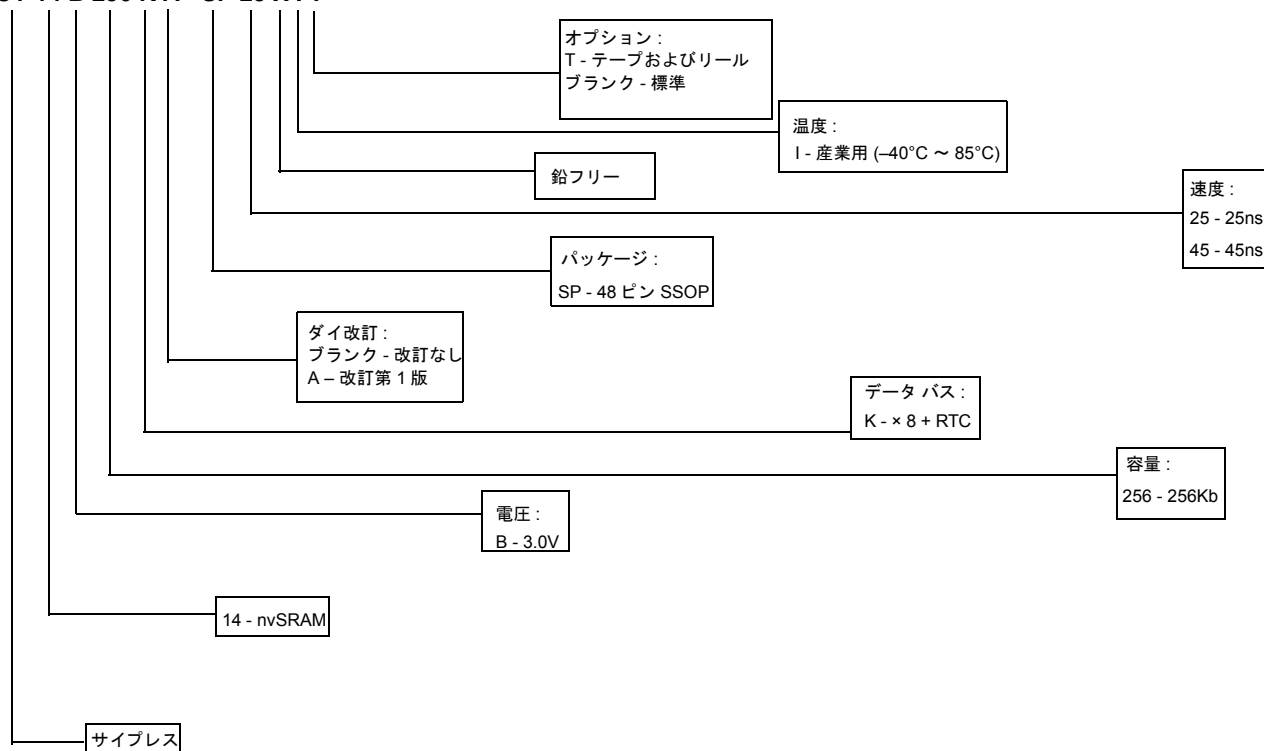 オプション :
T - テープおよびリール
ブランク - 標準
温度 :
I - 産業用 (–40°C ～ 85°C)
鉛フリー
速度 :
25 - 25ns
45 - 45ns
パッケージ :
SP - 48 ピン SSOP
ダイ改訂 :
ブランク - 改訂なし
A – 改訂第 1 版
データ バス :
K - × 8 + RTC
容量 :
256 - 256Kb
電圧 :
B - 3.0V
14 - nvSRAM
サイプレス